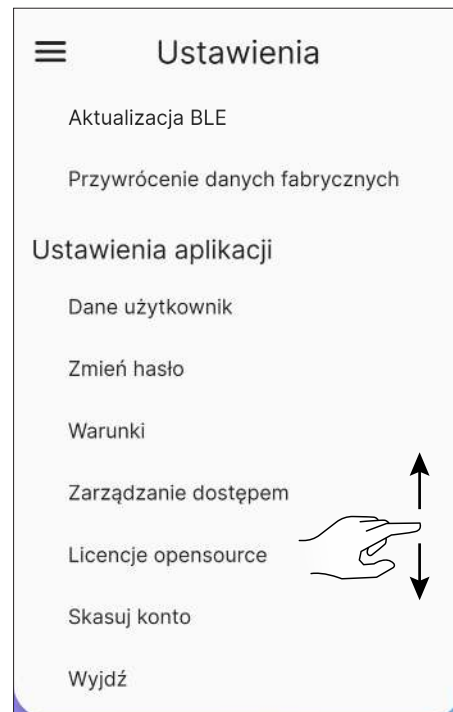 Ustawienia
Aktualizacja BLE
Przywrócenie danych fabrycznych
Ustawienia aplikacji
Dane użytkownik
Zmień hasło
Warunki
Zarządzanie dostępem
Licencje opensource
Skasuj konto
Wyjdź